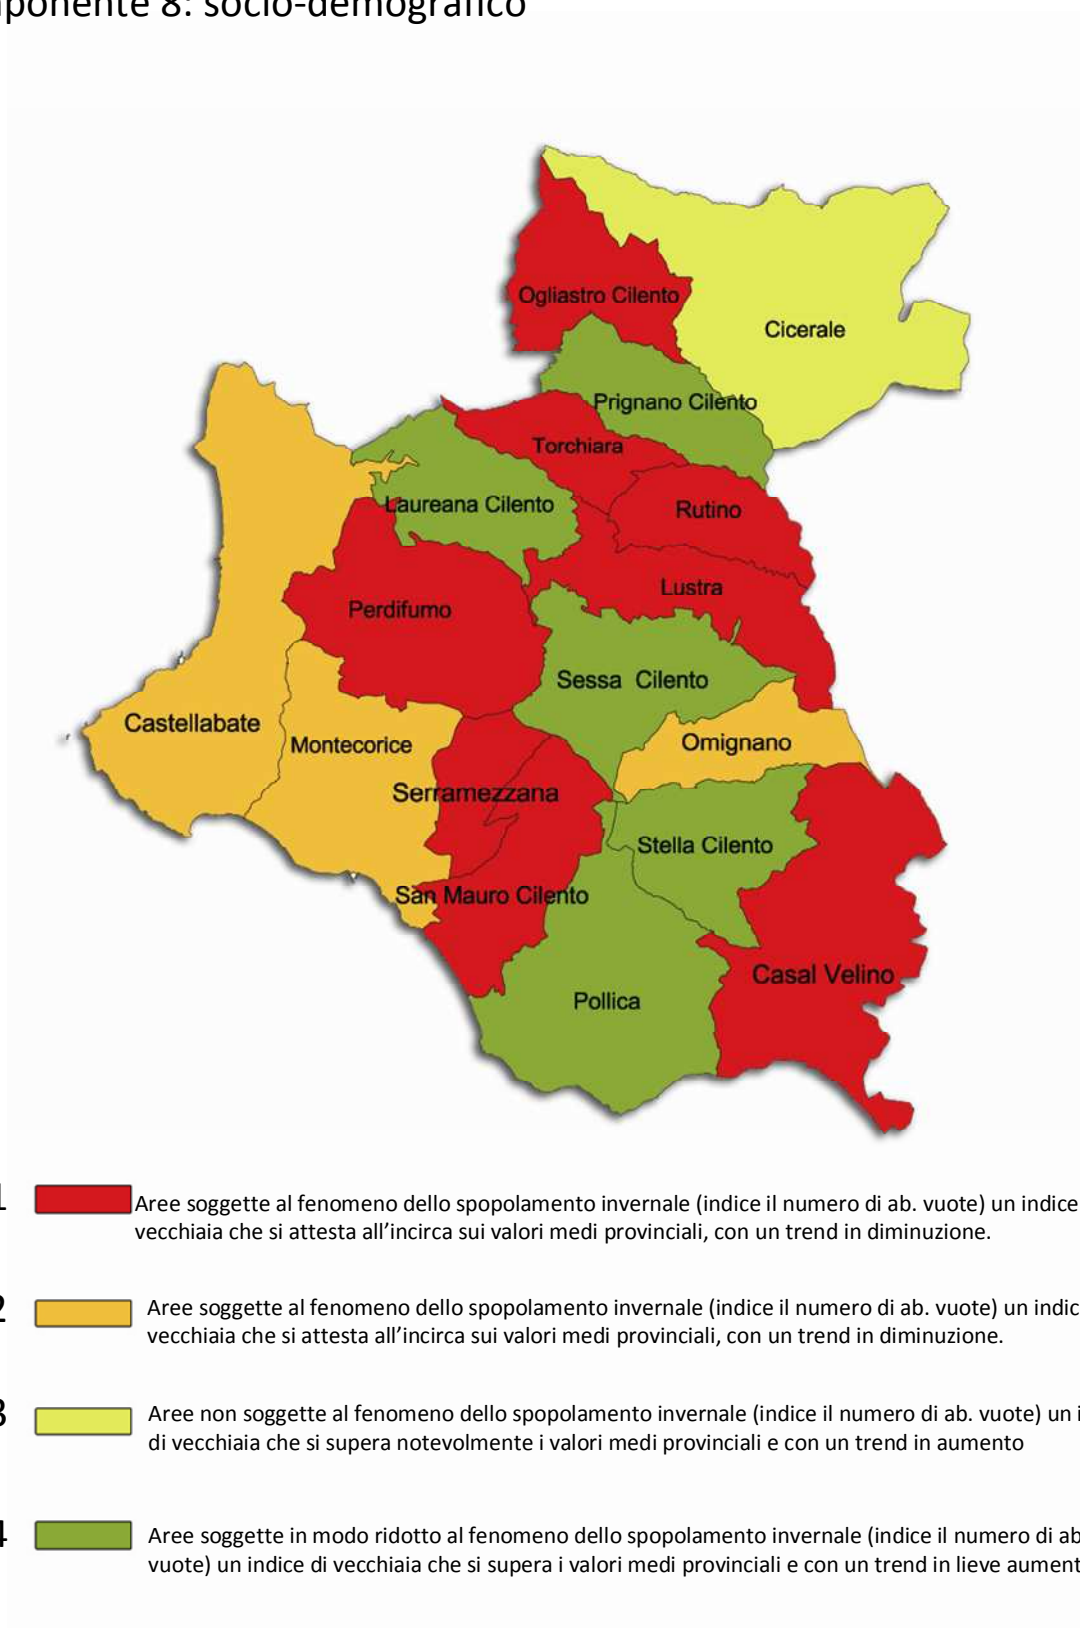 ponente 8: socio-demografico
Ogliastro Cilento
Cicerale
Prignano Cilento
Torchiara
Laureana Cilento
Rutino
Lustra
Perdifumo
Sessa Cilento
Castellabate
Montecorice
Omignano
Serramezzana
Stella Cilento
San Mauro Cilento
Casal Velino
Pollica
1
Aree soggette al fenomeno dello spopolamento invernale (indice il numero di ab. vuote) un indice
vecchiaia che si attesta all’incirca sui valori medi provinciali, con un trend in diminuzione.
2
Aree soggette al fenomeno dello spopolamento invernale (indice il numero di ab. vuote) un indic
vecchiaia che si attesta all’incirca sui valori medi provinciali, con un trend in diminuzione.
3
Aree non soggette al fenomeno dello spopolamento invernale (indice il numero di ab. vuote) un i
di vecchiaia che si supera notevolmente i valori medi provinciali e con un trend in aumento
4
Aree soggette in modo ridotto al fenomeno dello spopolamento invernale (indice il numero di ab
vuote) un indice di vecchiaia che si supera i valori medi provinciali e con un trend in lieve aument